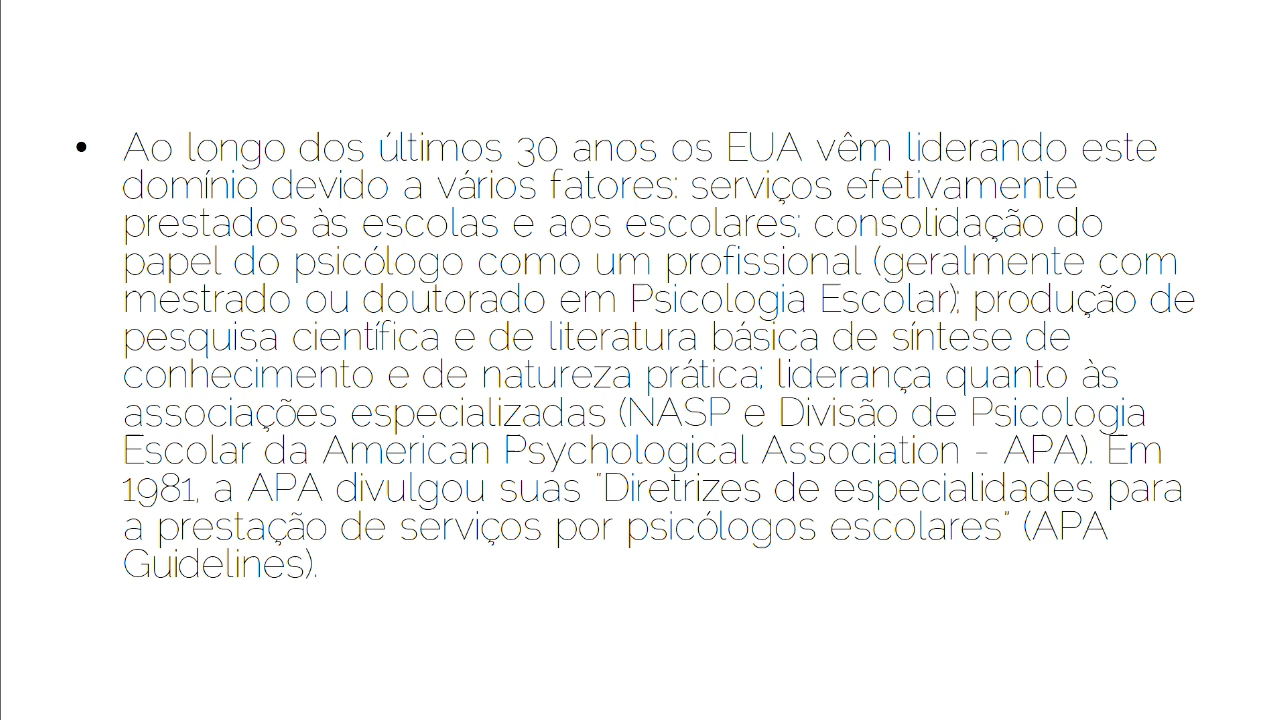 • Ao longo dos últimos 30 anos os EUA vêm liderando este
domínio devido a vários fatores: serviços efetivamente
prestados às escolas e aos escolares; consolidação do
papel do psicólogo como um profissional (geralmente com
mestrado ou doutorado em Psicologia Escolar); produção de
pesquisa científica e de literatura básica de síntese de
conhecimento e de natureza prática; liderança quanto às
associações especializadas (NASP e Divisão de Psicologia
Escolar da American Psychological Association - APA). Em
1981, a APA divulgou suas "Diretrizes de especialidades para
a prestação de serviços por psicólogos escolares" (APA
Guidelines).